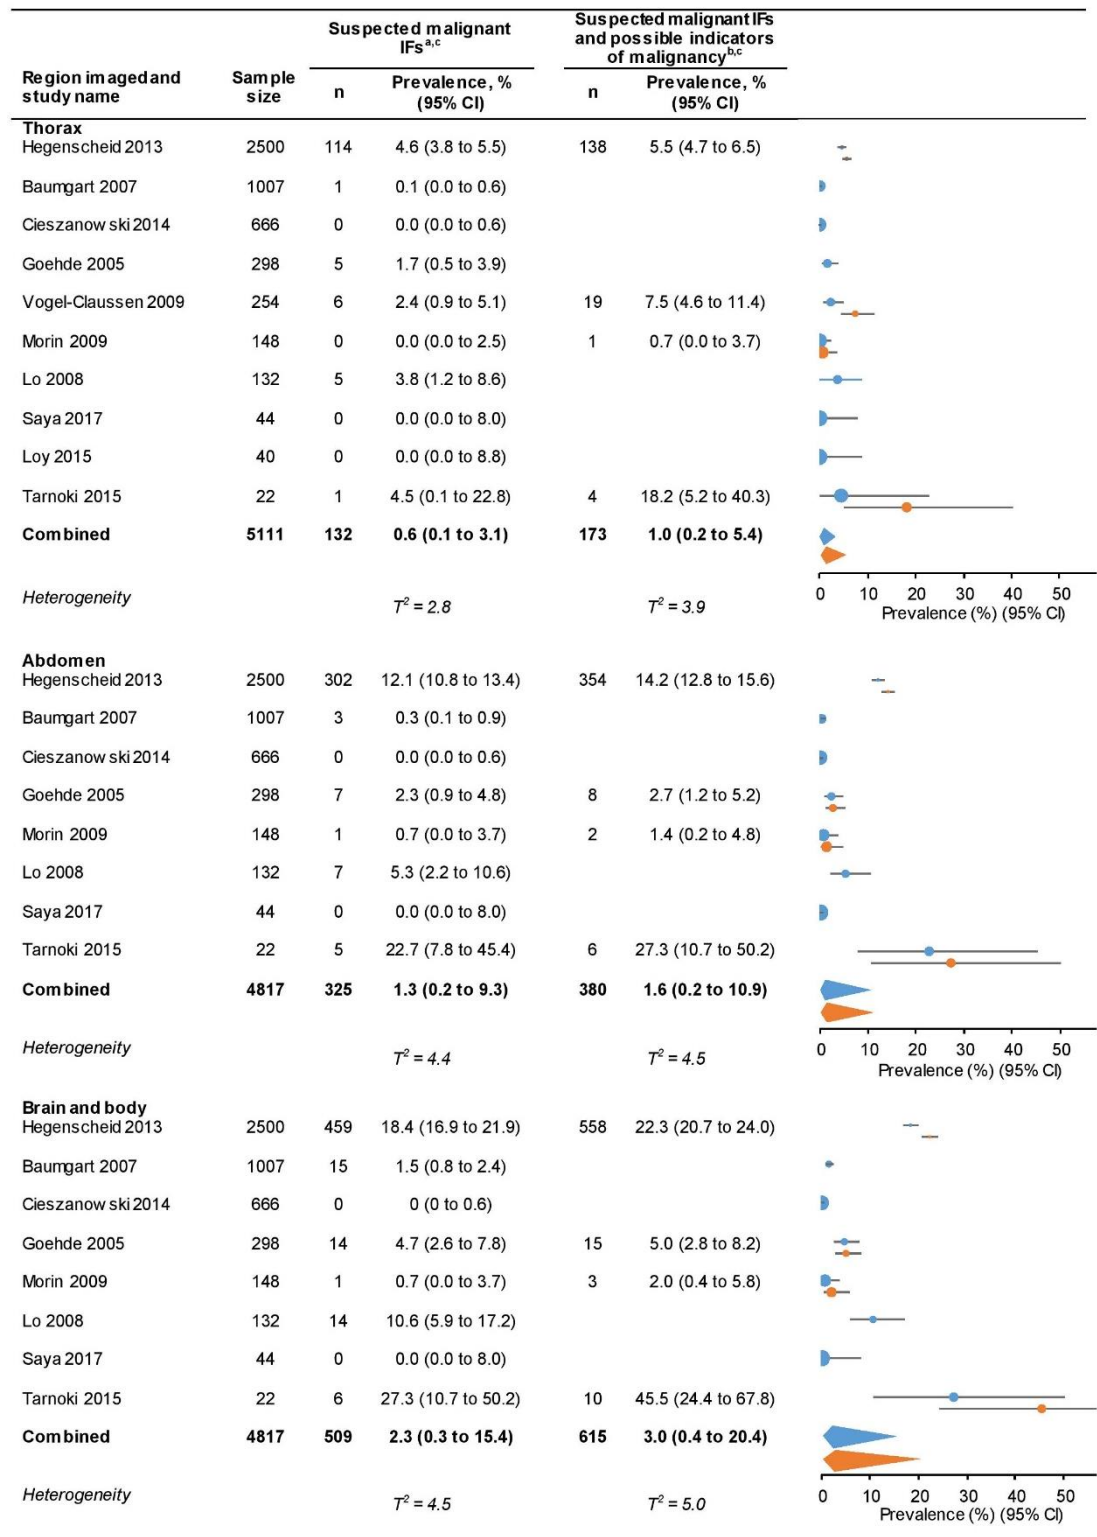 Suspected malignant IFs^a,c
Suspected malignant IFs and possible indicators of malignancy^b,c
Region imaged and study name Sample size n Prevalence, % (95% CI) n Prevalence, % (95% CI)
Thorax
Hegenscheid 2013 2500 114 4.6 (3.8 to 5.5) 138 5.5 (4.7 to 6.5)
Baumgart 2007 1007 1 0.1 (0.0 to 0.6)
Cieszanowski 2014 666 0 0.0 (0.0 to 0.6)
Goehde 2005 298 5 1.7 (0.5 to 3.9)
Vogel-Claussen 2009 254 6 2.4 (0.9 to 5.1) 19 7.5 (4.6 to 11.4)
Morin 2009 148 0 0.0 (0.0 to 2.5) 1 0.7 (0.0 to 3.7)
Lo 2008 132 5 3.8 (1.2 to 8.6)
Saya 2017 44 0 0.0 (0.0 to 8.0)
Loy 2015 40 0 0.0 (0.0 to 8.8)
Tarnoki 2015 22 1 4.5 (0.1 to 22.8) 4 18.2 (5.2 to 40.3)
Combined 5111 132 0.6 (0.1 to 3.1) 173 1.0 (0.2 to 5.4)
0 10 20 30 40 50
Heterogeneity T² = 2.8 T² = 3.9 Prevalence (%) (95% CI)
Abdomen
Hegenscheid 2013 2500 302 12.1 (10.8 to 13.4) 354 14.2 (12.8 to 15.6)
Baumgart 2007 1007 3 0.3 (0.1 to 0.9)
Cieszanowski 2014 666 0 0.0 (0.0 to 0.6)
Goehde 2005 298 7 2.3 (0.9 to 4.8) 8 2.7 (1.2 to 5.2)
Morin 2009 148 1 0.7 (0.0 to 3.7) 2 1.4 (0.2 to 4.8)
Lo 2008 132 7 5.3 (2.2 to 10.6)
Saya 2017 44 0 0.0 (0.0 to 8.0)
Tarnoki 2015 22 5 22.7 (7.8 to 45.4) 6 27.3 (10.7 to 50.2)
Combined 4817 325 1.3 (0.2 to 9.3) 380 1.6 (0.2 to 10.9)
0 10 20 30 40 50
Heterogeneity T² = 4.4 T² = 4.5 Prevalence (%) (95% CI)
Brain and body
Hegenscheid 2013 2500 459 18.4 (16.9 to 21.9) 558 22.3 (20.7 to 24.0)
Baumgart 2007 1007 15 1.5 (0.8 to 2.4)
Cieszanowski 2014 666 0 0 (0 to 0.6)
Goehde 2005 298 14 4.7 (2.6 to 7.8) 15 5.0 (2.8 to 8.2)
Morin 2009 148 1 0.7 (0.0 to 3.7) 3 2.0 (0.4 to 5.8)
Lo 2008 132 14 10.6 (5.9 to 17.2)
Saya 2017 44 0 0.0 (0.0 to 8.0)
Tarnoki 2015 22 6 27.3 (10.7 to 50.2) 10 45.5 (24.4 to 67.8)
Combined 4817 509 2.3 (0.3 to 15.4) 615 3.0 (0.4 to 20.4)
0 10 20 30 40 50
Heterogeneity T² = 4.5 T² = 5.0 Prevalence (%) (95% CI)